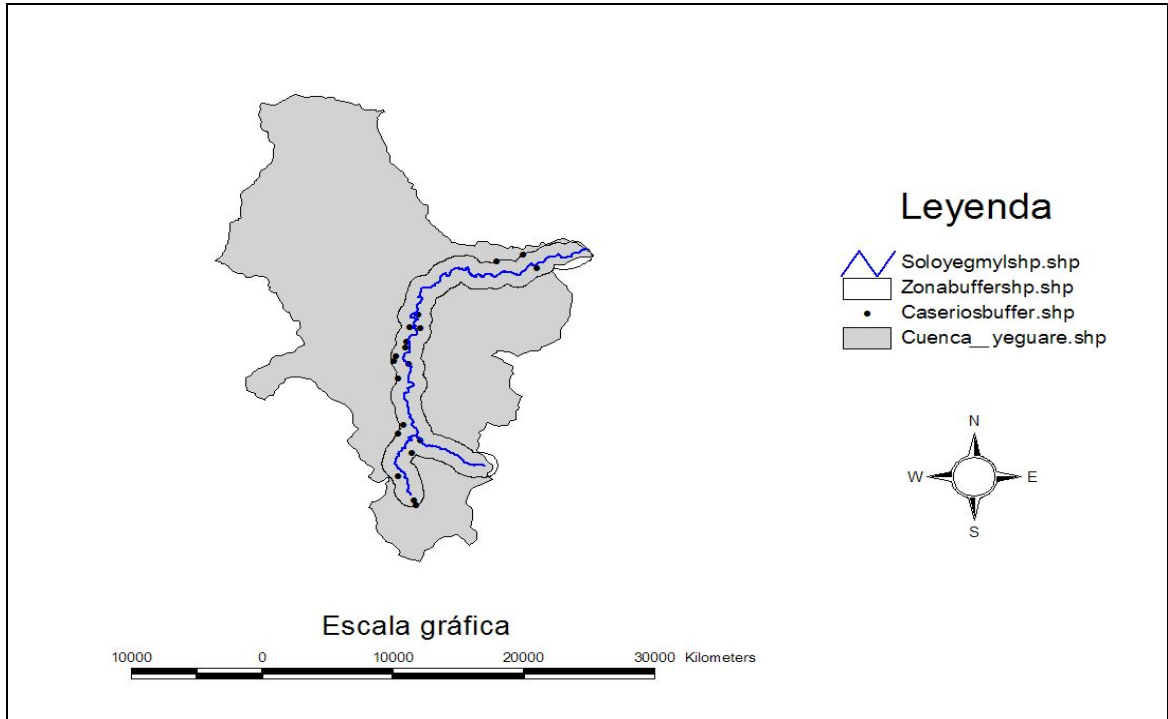 Leyenda
Soloyegmylshp.shp
Zonabuffershp.shp
Caseriosbuffer.shp
Cuenca__yeguare.shp
N
W E
S
Escala gráfica
10000 0 10000 20000 30000 Kilometers